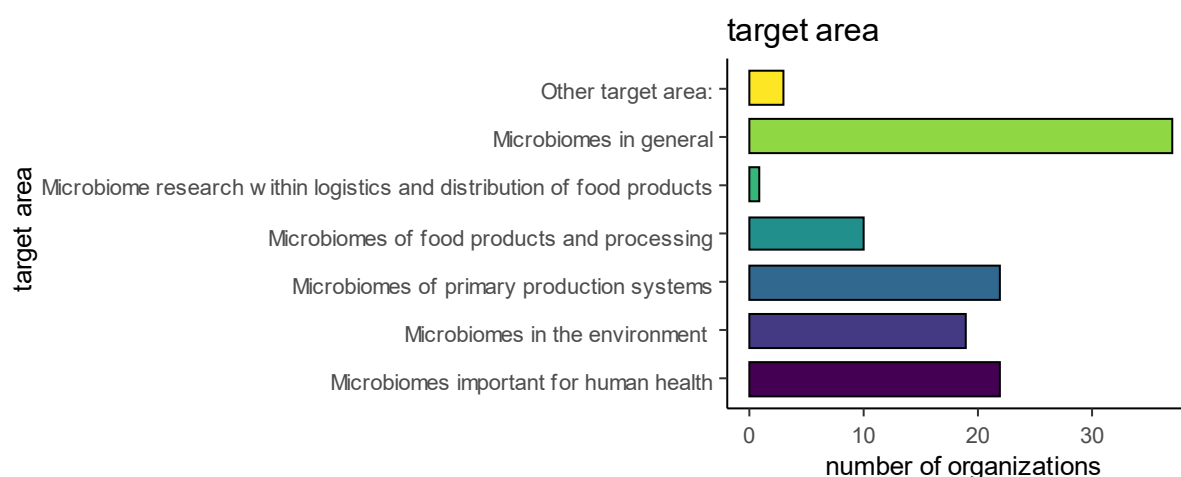 target area
Other target area:
Microbiomes in general
Microbiome research within logistics and distribution of food products
Microbiomes of food products and processing
Microbiomes of primary production systems
Microbiomes in the environment
Microbiomes important for human health
target area
0 10 20 30
number of organizations